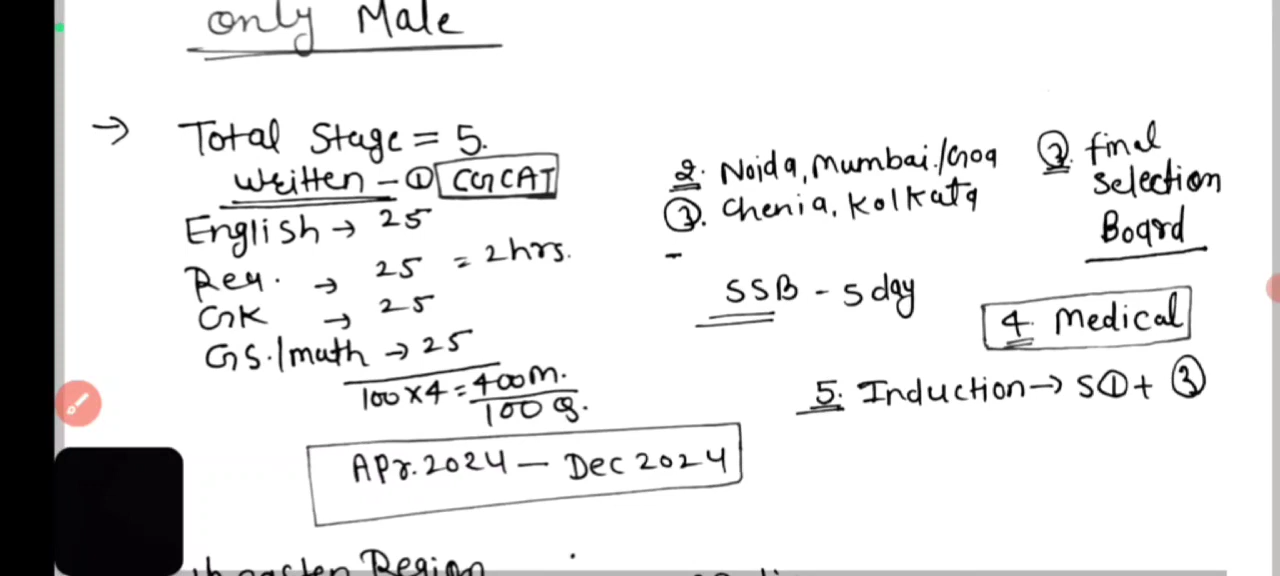 only Male
→ Total Stage = 5.
written - ① CGCAT
English → 25
Rey. → 25 = 2hrs.
GK → 25
GS./math → 25
100×4 = 400m.
100 Q.
2. Noida, Mumbai./Goa
③. Chenia, Kolkata
SSB - 5 day
③. final
selection
Board
4. Medical
5. Induction → S① + ③
Apr. 2024 - Dec 2024
Region